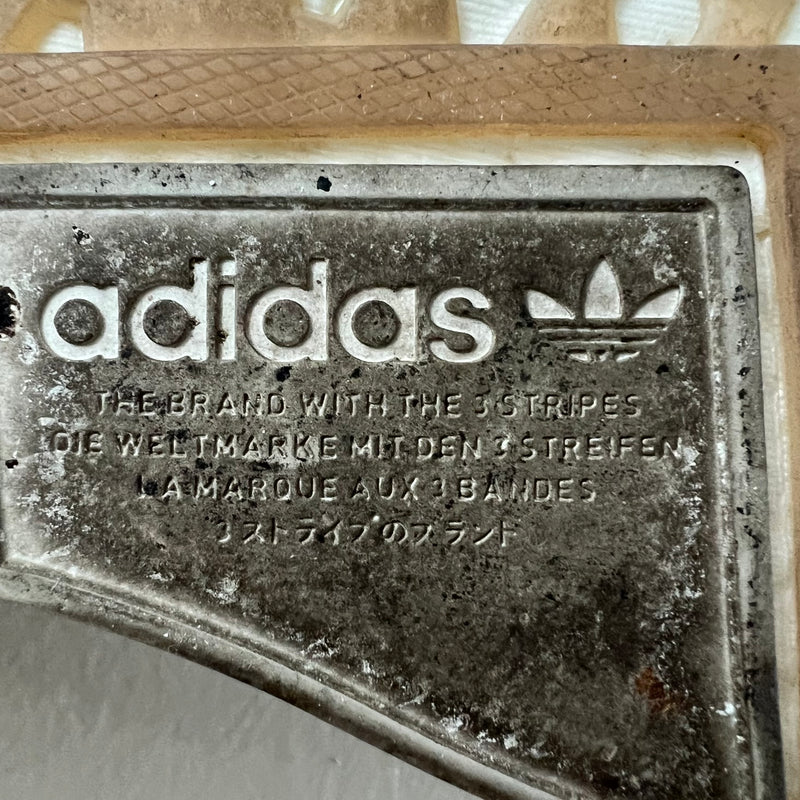 adidas
THE BRAND WITH THE 3 STRIPES
DIE WELTMARKE MIT DEN 3 STREIFEN
LA MARQUE AUX 3 BANDES
3ストライプのブランド